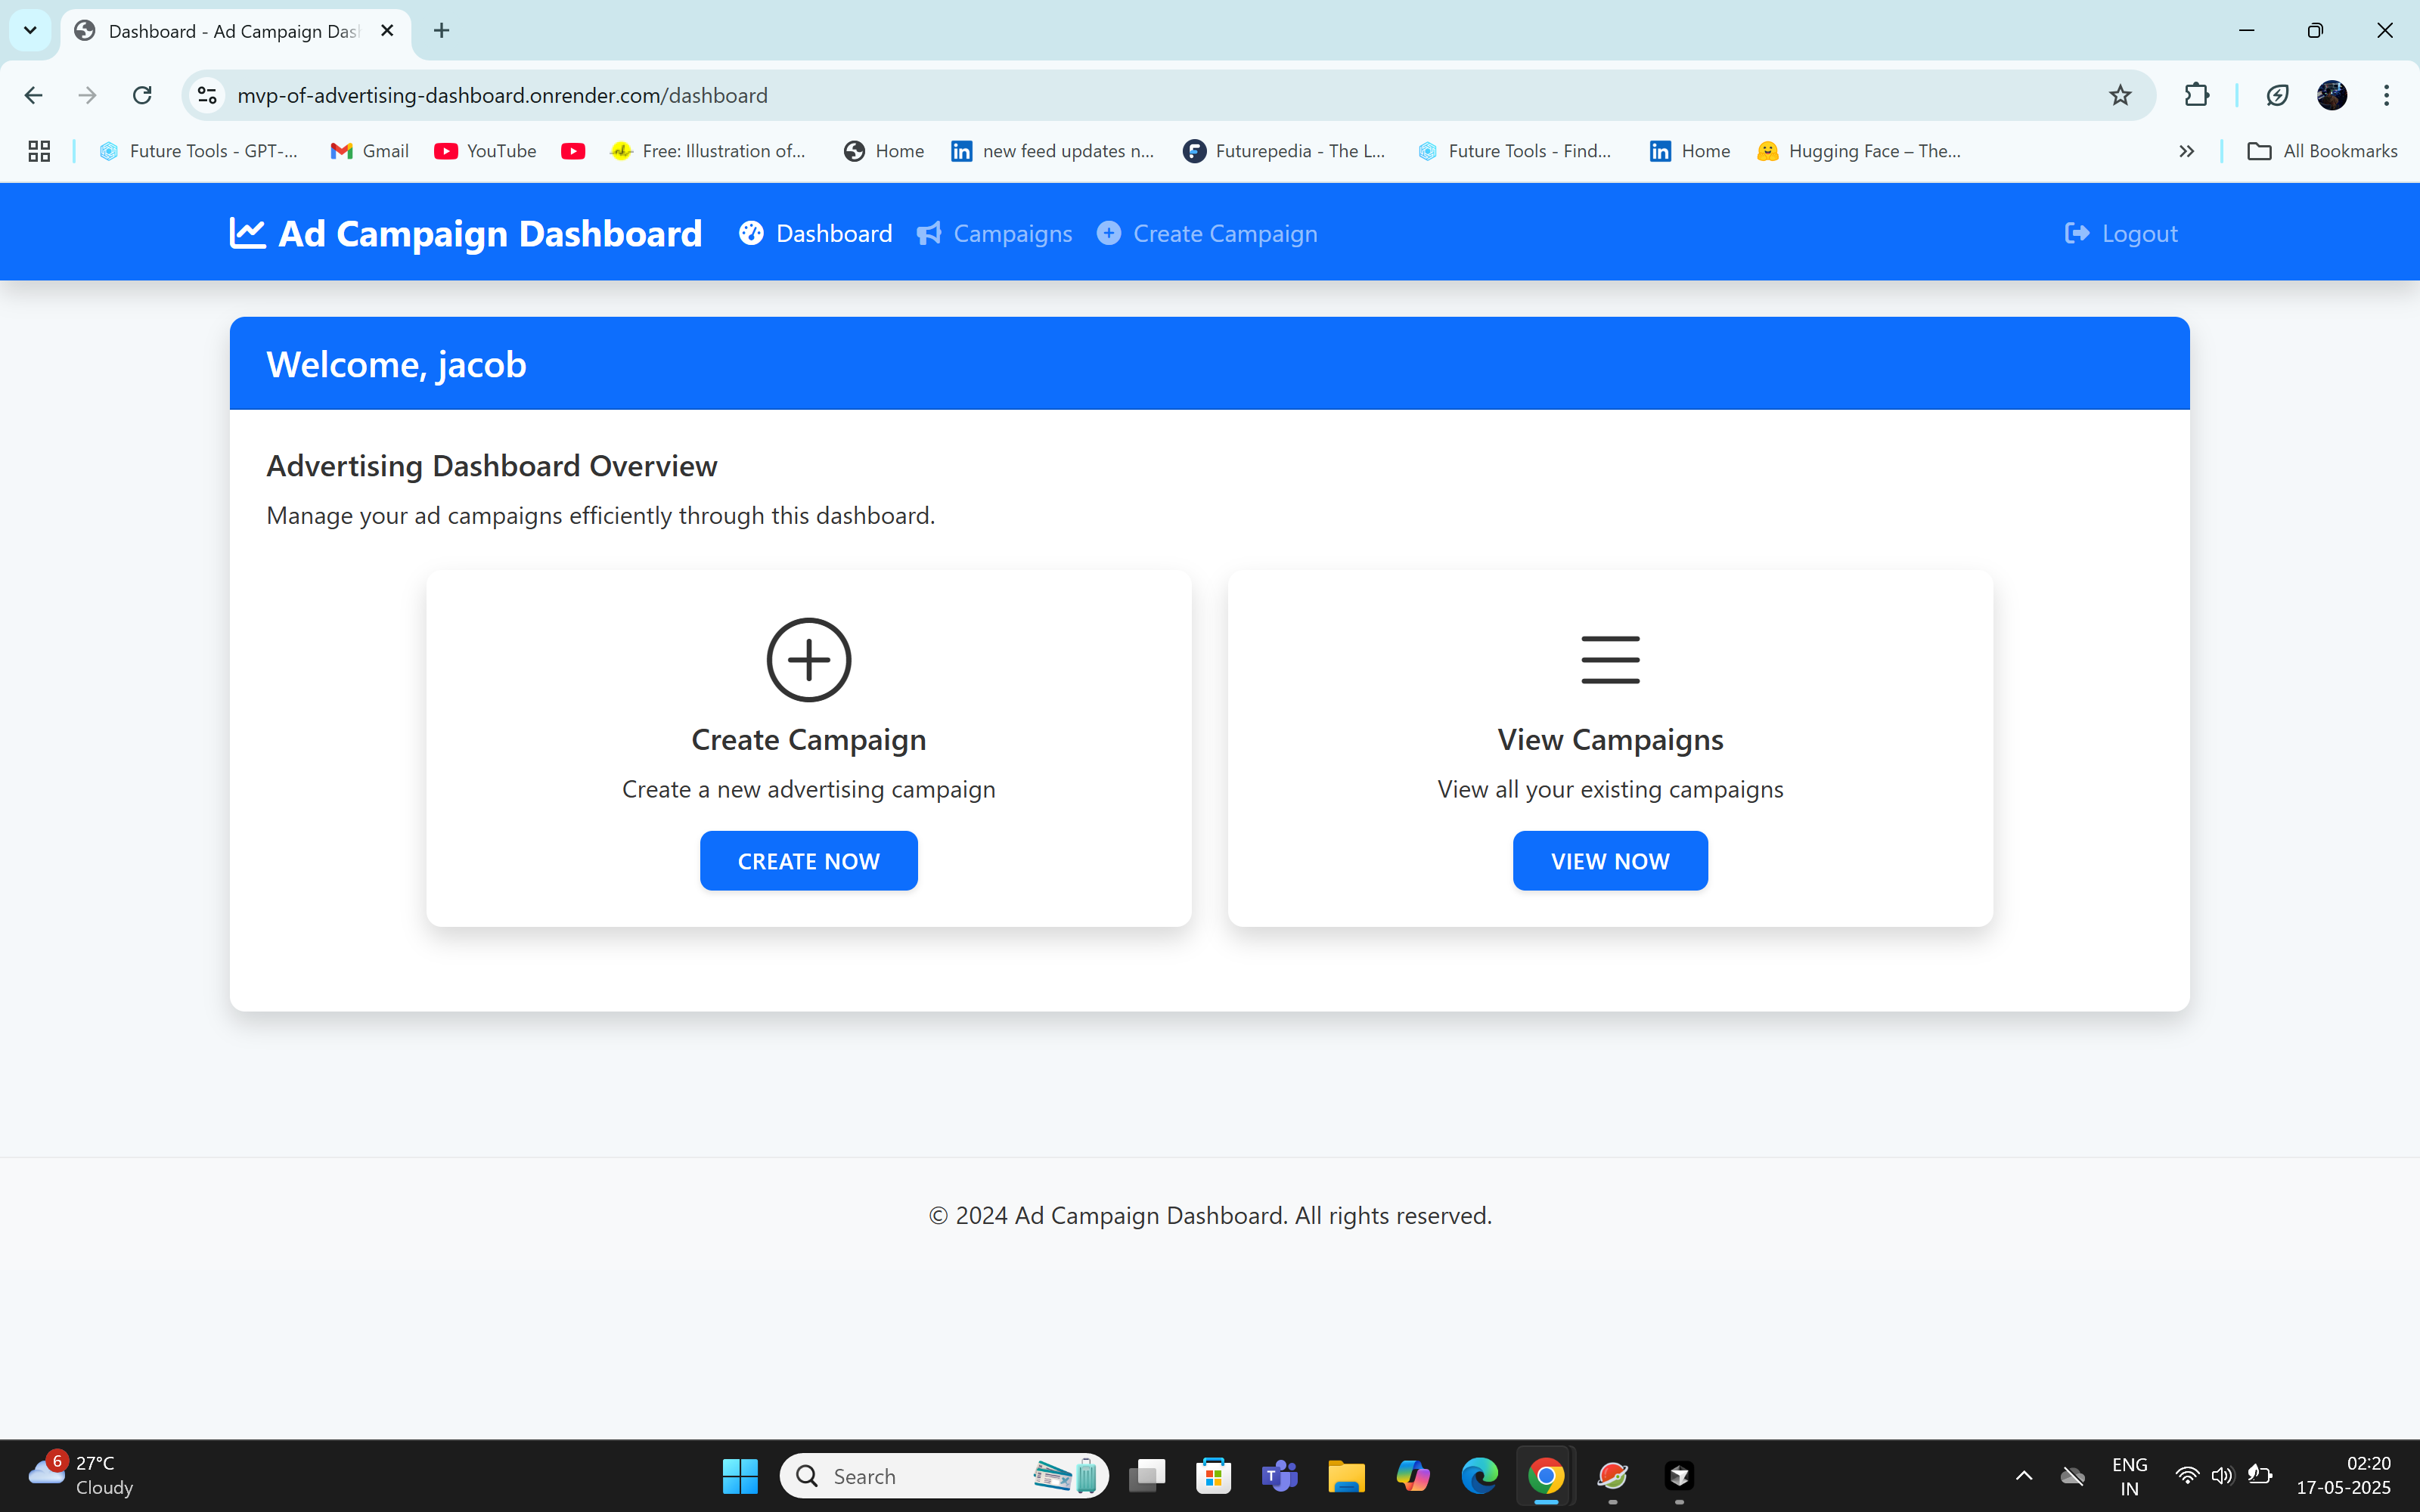 Dashboard - Ad Campaign Das
mvp-of-advertising-dashboard.onrender.com/dashboard
Future Tools - GPT-...
Gmail
YouTube
Free: Illustration of...
Home
new feed updates n...
Futurepedia - The L...
Future Tools - Find...
Home
Hugging Face – The...
All Bookmarks
Ad Campaign Dashboard
Dashboard
Campaigns
Create Campaign
Logout
Welcome, jacob
Advertising Dashboard Overview
Manage your ad campaigns efficiently through this dashboard.
Create Campaign
Create a new advertising campaign
CREATE NOW
View Campaigns
View all your existing campaigns
VIEW NOW
© 2024 Ad Campaign Dashboard. All rights reserved.
6
27°C
Cloudy
Search
ENG
IN
02:20
17-05-2025